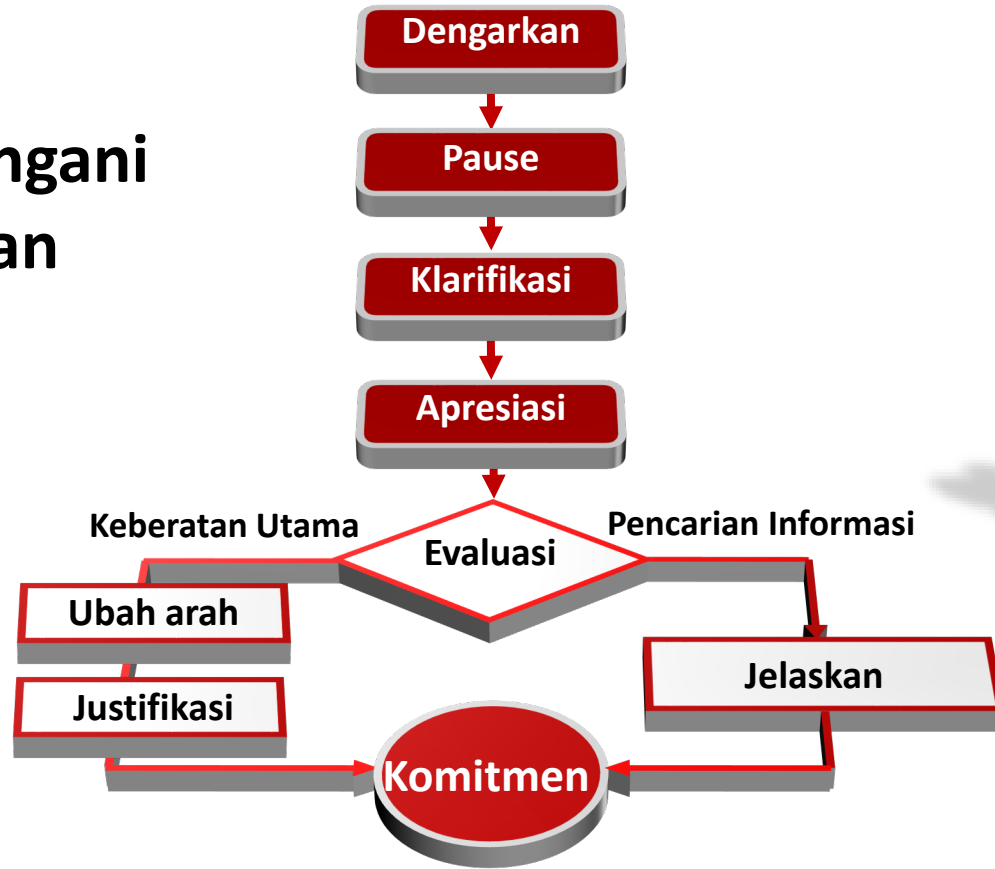 ngani
an
Dengarkan
Pause
Klarifikasi
Apresiasi
Evaluasi
Keberatan Utama
Pencarian Informasi
Ubah arah
Justifikasi
Jelaskan
Komitmen